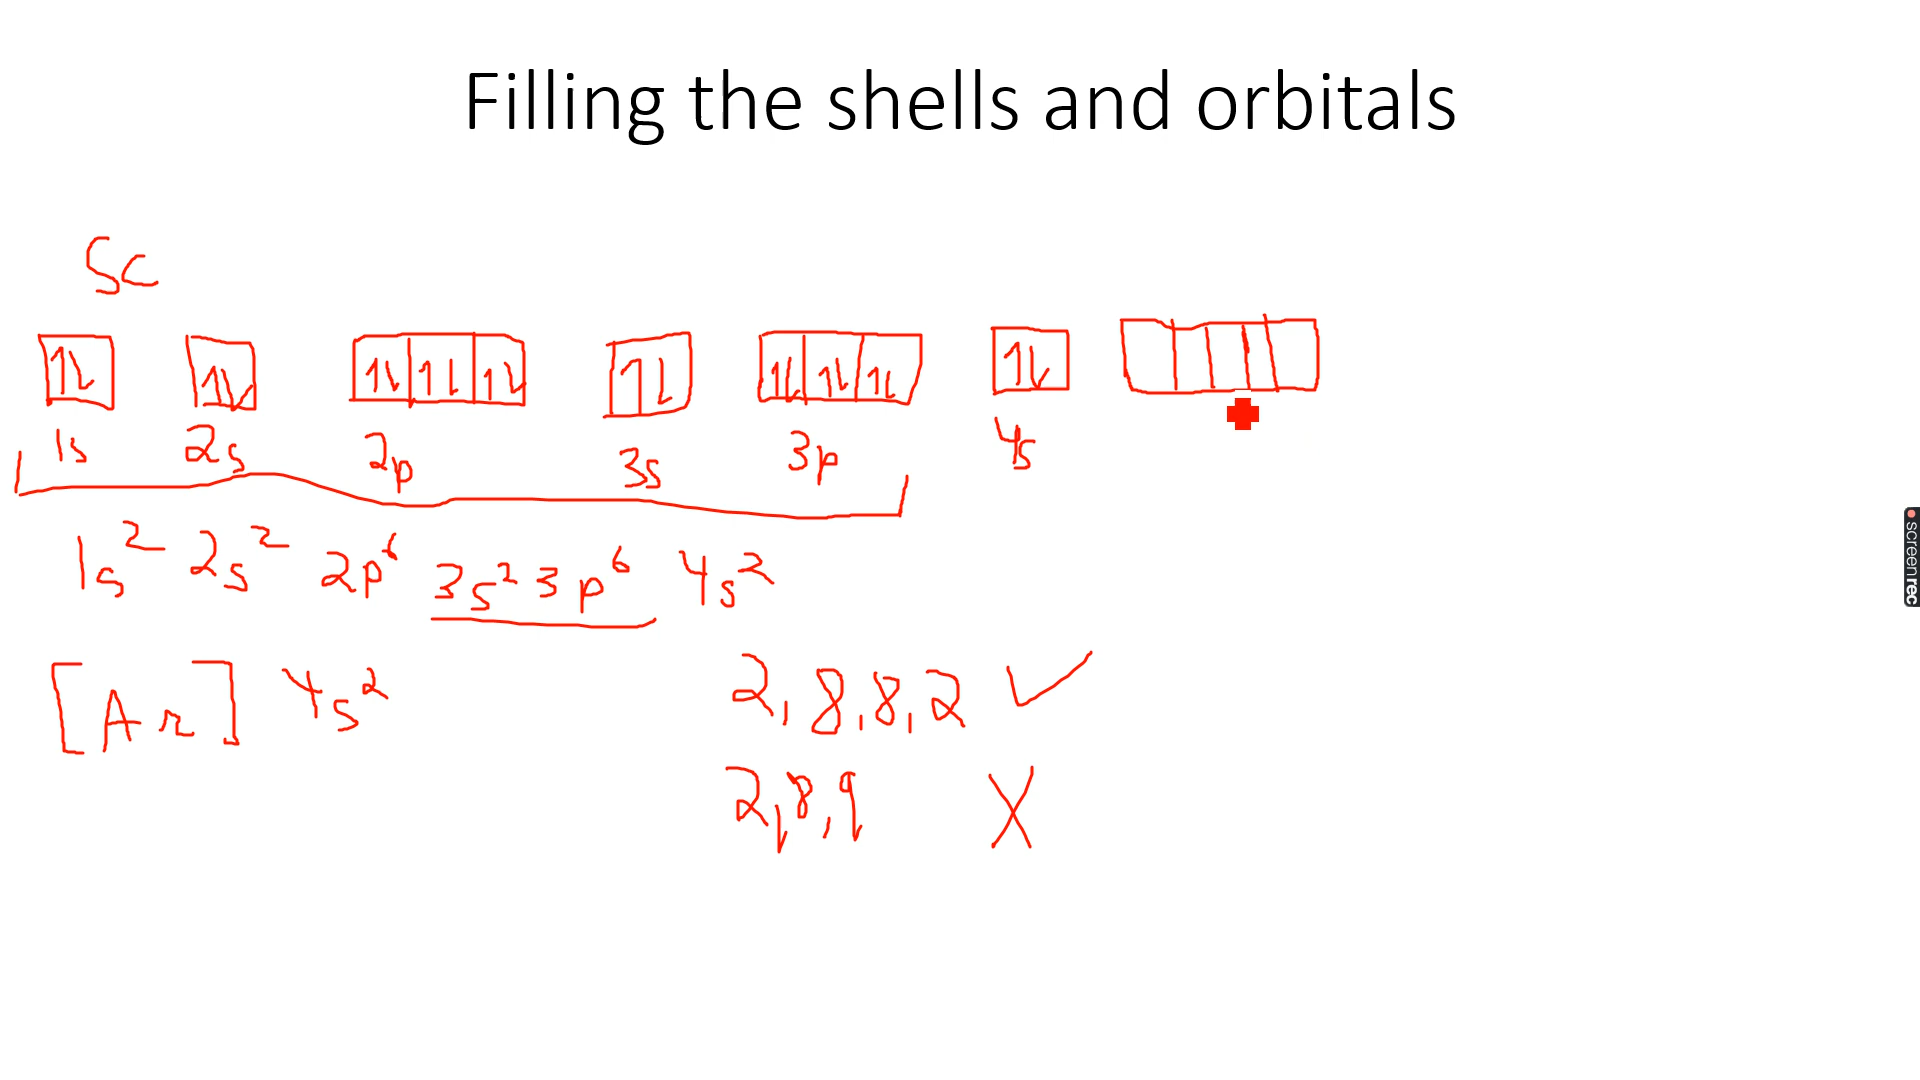 Filling the shells and orbitals
Sc
1s 2s 2p 3s 3p 4s
1s² 2s² 2p⁶ 3s² 3p⁶ 4s²
[Ar] 4s²
2,8,8,2 ✓
2,8,9 X
screenrec